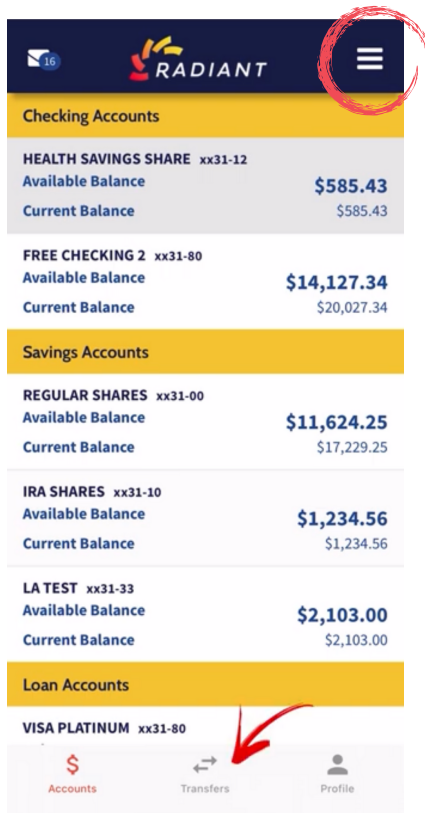 16
RADIANT
Checking Accounts
HEALTH SAVINGS SHARE xx31-12
Available Balance $585.43
Current Balance $585.43
FREE CHECKING 2 xx31-80
Available Balance $14,127.34
Current Balance $20,027.34
Savings Accounts
REGULAR SHARES xx31-00
Available Balance $11,624.25
Current Balance $17,229.25
IRA SHARES xx31-10
Available Balance $1,234.56
Current Balance $1,234.56
LA TEST xx31-33
Available Balance $2,103.00
Current Balance $2,103.00
Loan Accounts
VISA PLATINUM xx31-80
Accounts Transfers Profile